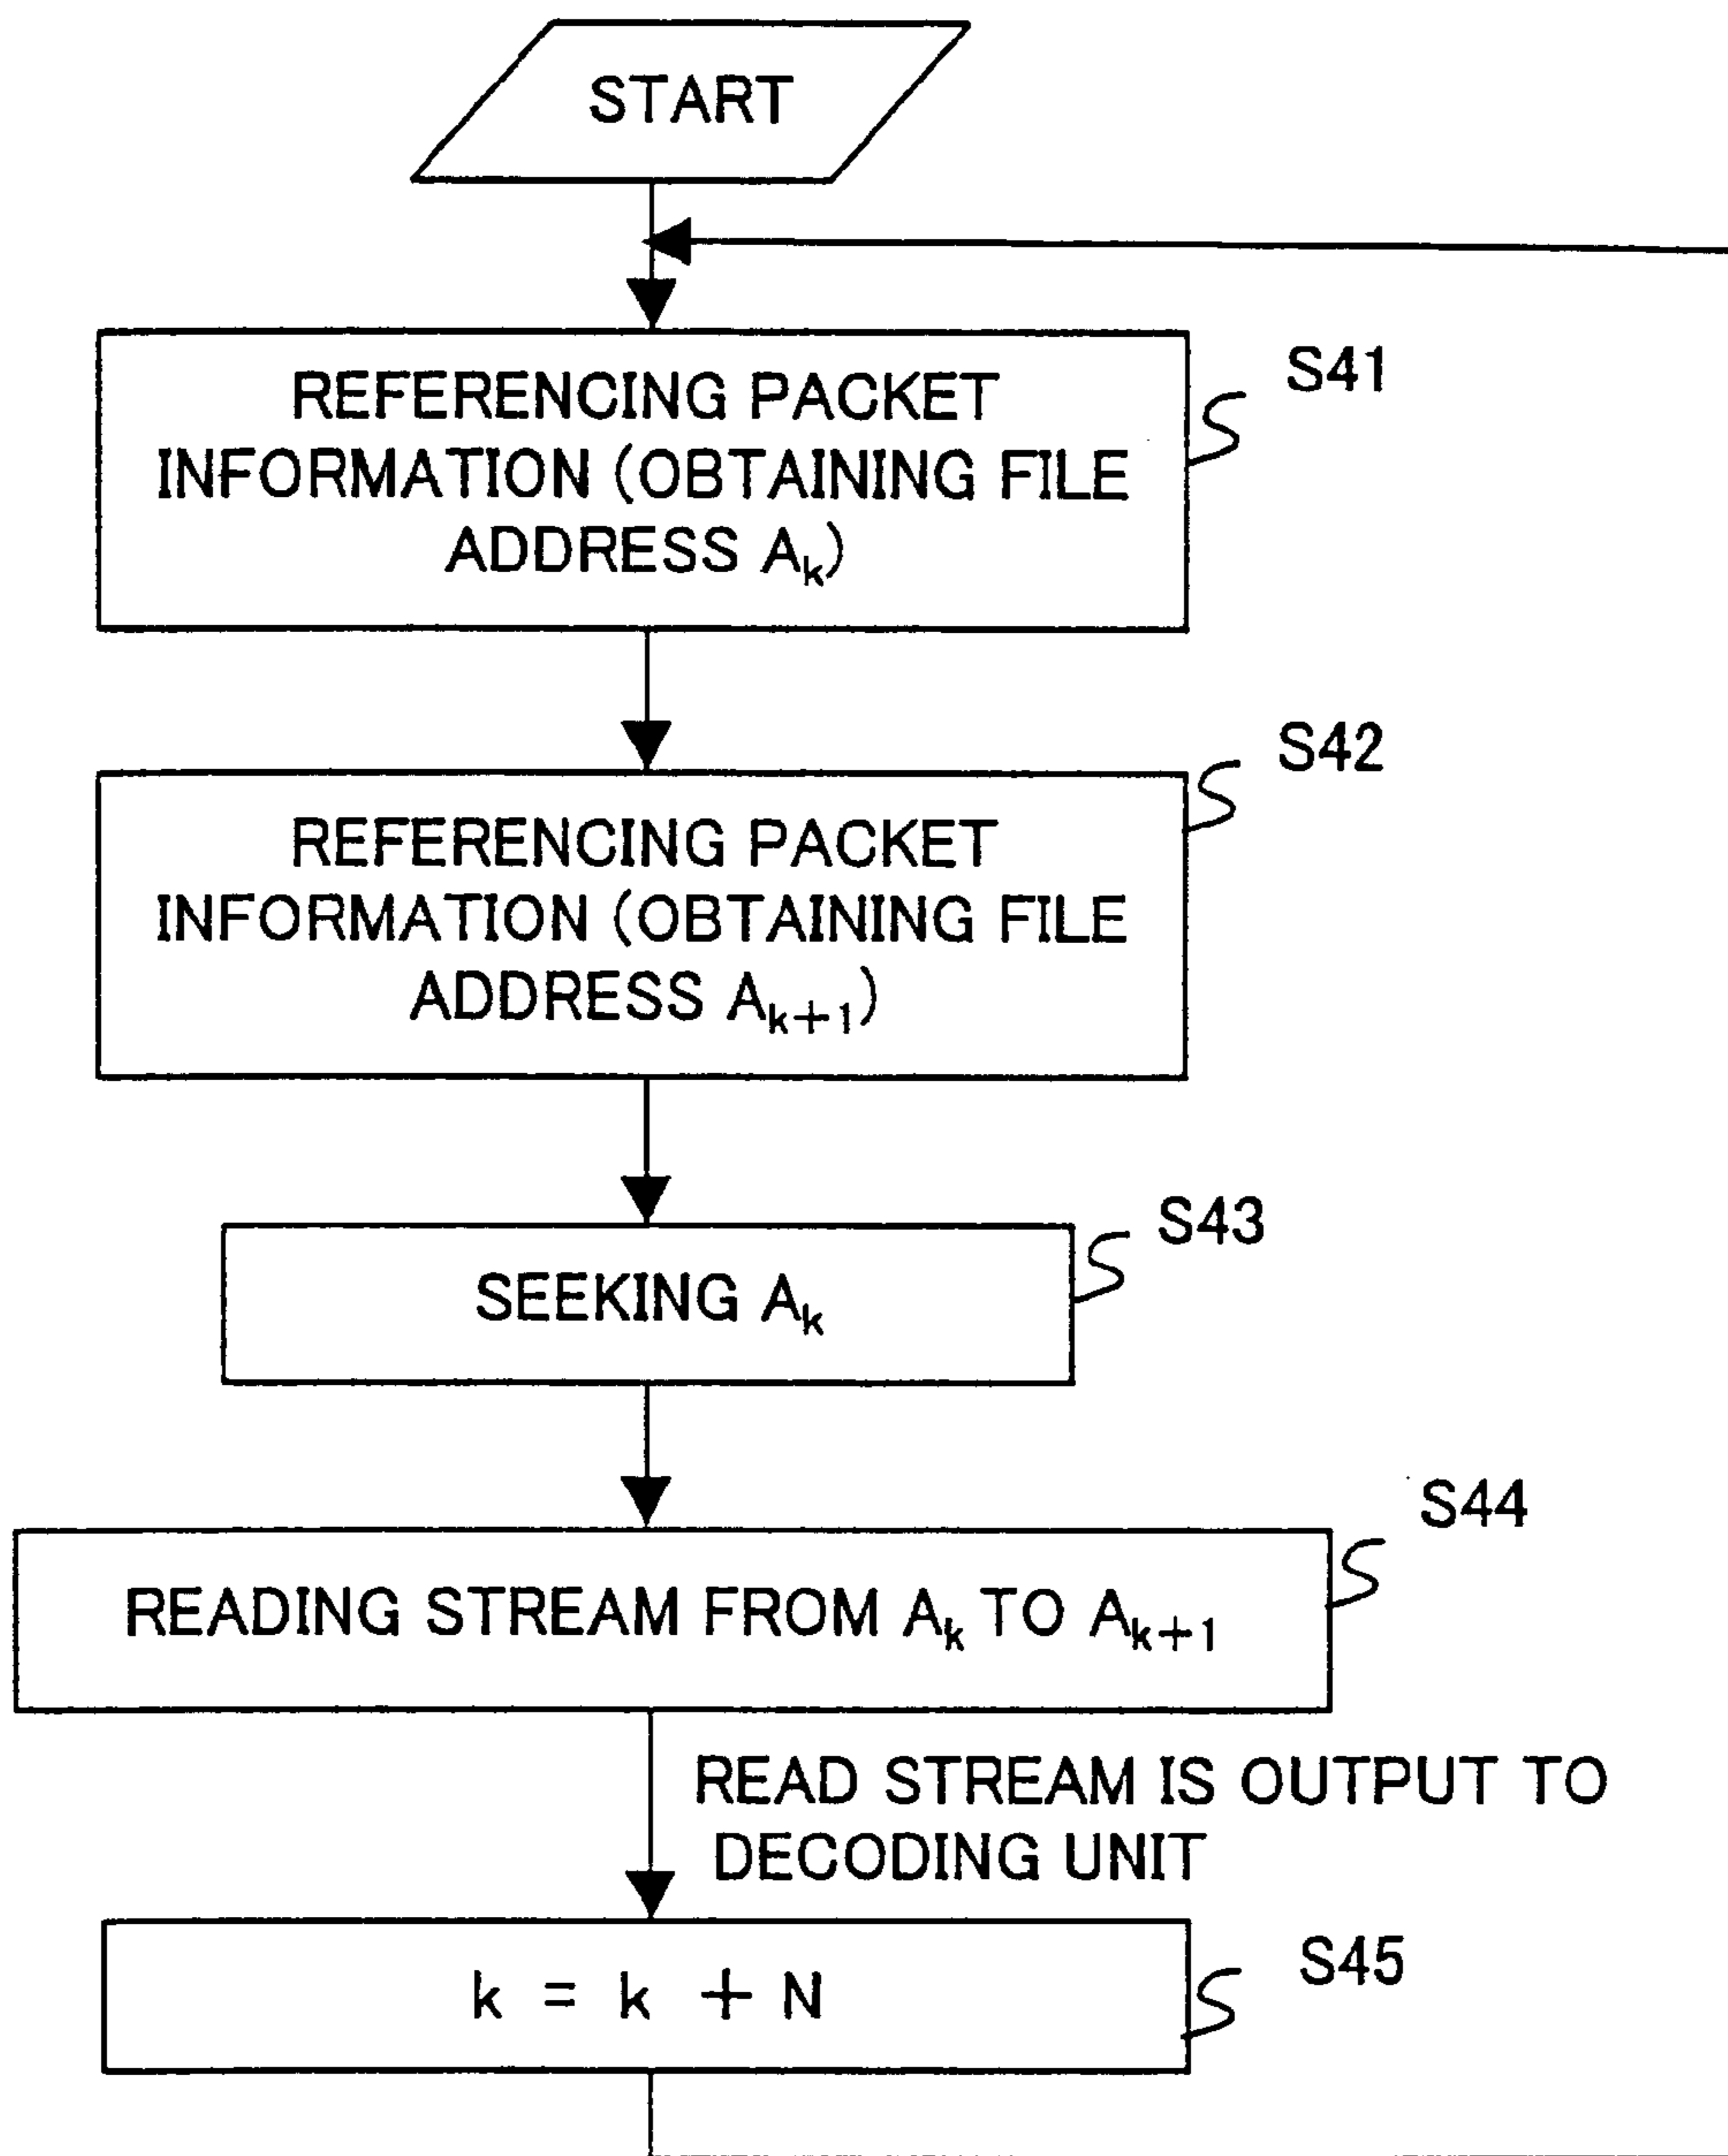 START
REFERENCING PACKET
INFORMATION (OBTAINING FILE
ADDRESS Aₖ)
S41
REFERENCING PACKET
INFORMATION (OBTAINING FILE
ADDRESS Aₖ₊₁)
S42
SEEKING Aₖ
S43
READING STREAM FROM Aₖ TO Aₖ₊₁
S44
READ STREAM IS OUTPUT TO
DECODING UNIT
k = k + N
S45